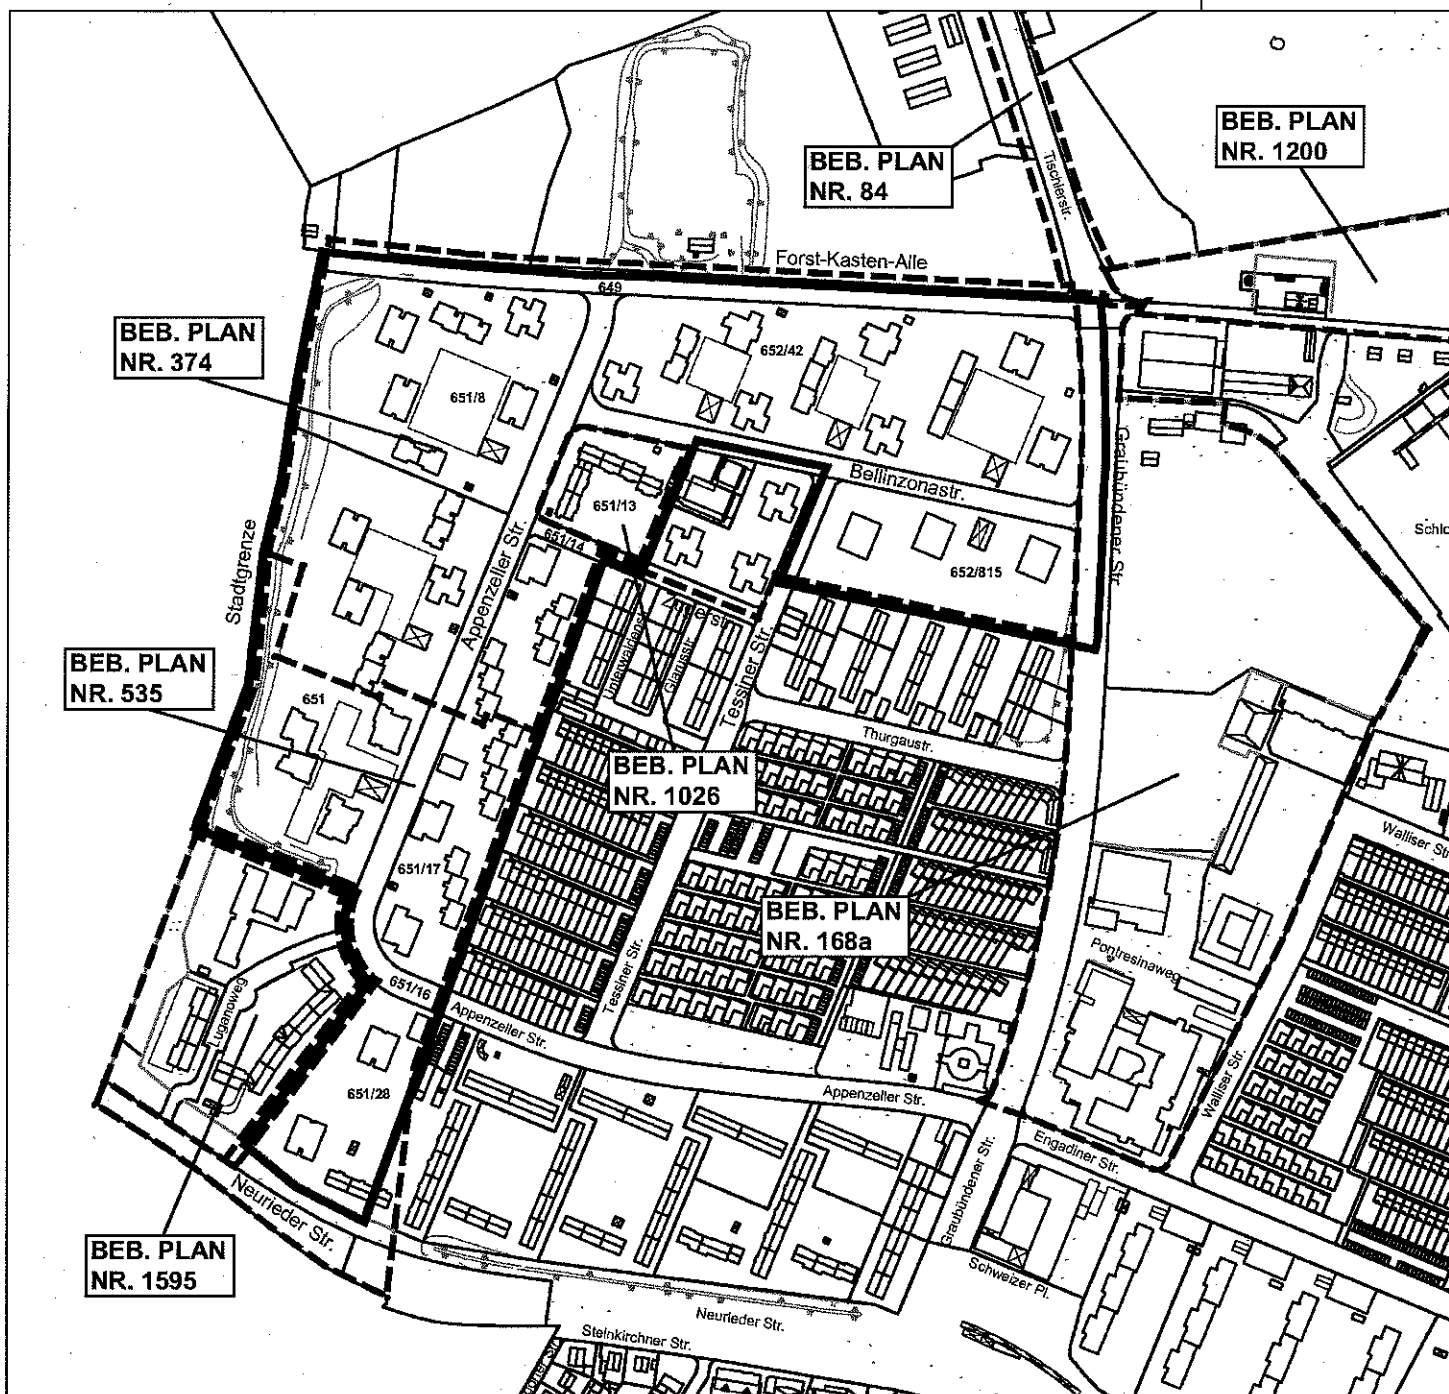 BEB. PLAN
NR. 1200
BEB. PLAN
NR. 84
Tischlerstr.
Forst-Kasten-Alle
649
BEB. PLAN
NR. 374
652/42
651/8
Graubündener Str.
Bellinzonastr.
651/13
651/14
Schlo
Stadtgrenze
Appenzeller Str.
652/815
Zugerstr.
Unterwaldenstr.
Glarusstr.
Tessiner Str.
BEB. PLAN
NR. 535
651
Thurgaustr.
BEB. PLAN
NR. 1026
Walliser Str
651/17
BEB. PLAN
NR. 168a
Pontresinaweg
Tessiner Str.
651/16
Luganoweg
Appenzeller Str.
Walliser Str.
651/28
Appenzeller Str.
Engadiner Str.
Graubündener Str.
Neurieder Str.
BEB. PLAN
NR. 1595
Schweizer Pl.
Neurieder Str.
Steinkirchner Str.